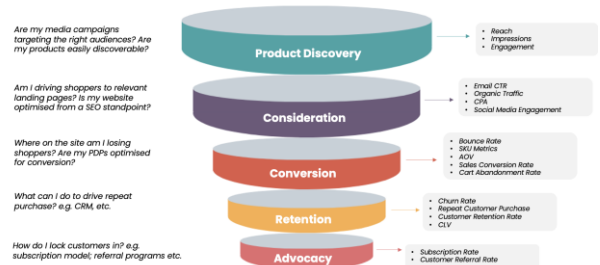 Are my media campaigns
targeting the right audiences? Are
my products easily discoverable?
Product Discovery
Reach
Impressions
Engagement
Am I driving shoppers to relevant
landing pages? Is my website
optimised from a SEO standpoint?
Consideration
Email CTR
Organic Traffic
CPA
Social Media Engagement
Where on the site am I losing
shoppers? Are my PDPs optimised
for conversion?
Conversion
Bounce Rate
SKU Metrics
AOV
Sales Conversion Rate
Cart Abandonment Rate
What can I do to drive repeat
purchase? e.g. CRM, etc.
Retention
Churn Rate
Repeat Customer Purchase
Customer Retention Rate
CLV
How do I lock customers in? e.g.
subscription model; referral programs etc.
Advocacy
Subscription Rate
Customer Referral Rate